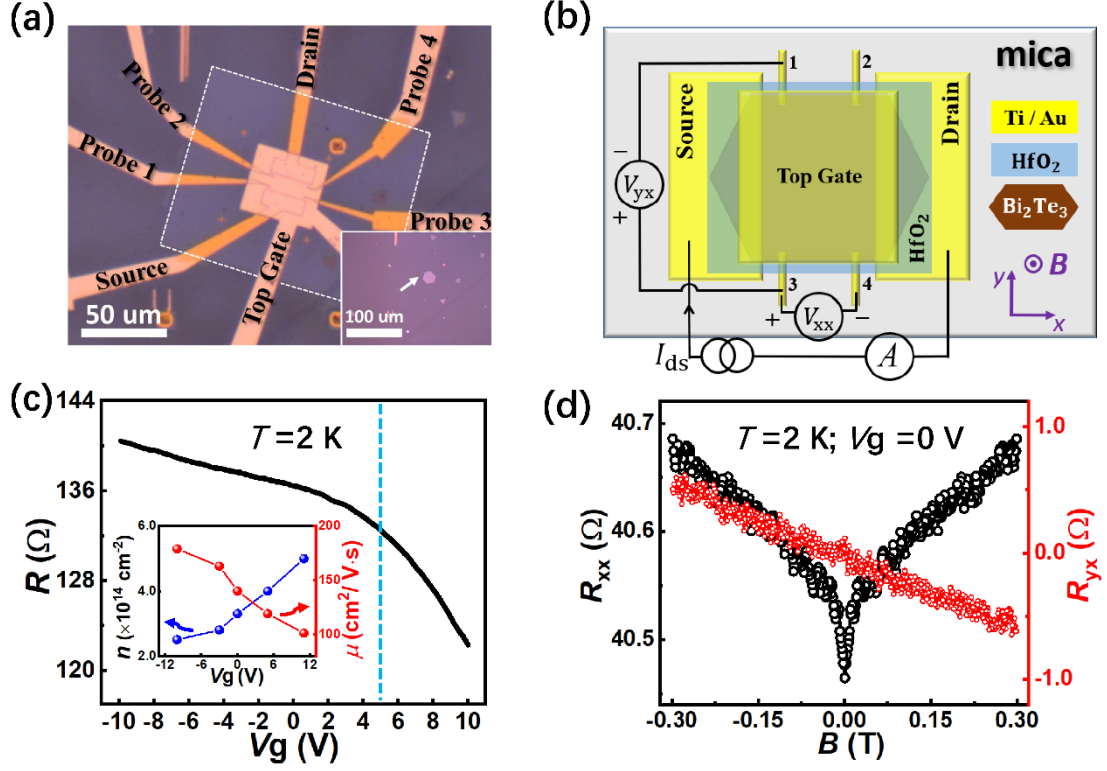 (a)
Probe 1
Probe 2
Drain
Probe 4
Probe 3
Source
Top Gate
50 um
100 um
(b)
mica
1
2
Source
Drain
Top Gate
HfO₂
−
Vyx
+
3
4
+
Vxx
−
Ids
A
Ti / Au
HfO₂
Bi₂Te₃
B
y
x
(c)
T =2 K
R (Ω)
144
136
128
120
-10 -8 -6 -4 -2 0 2 4 6 8 10
Vg (V)
n (×10¹⁴ cm⁻²)
6.0
4.0
2.0
μ (cm²/ V·s)
200
150
100
-12 -6 0 6 12
Vg (V)
(d)
T =2 K; Vg =0 V
Rxx (Ω)
40.7
40.6
40.5
Ryx (Ω)
1.0
0.0
-1.0
-0.30 -0.15 0.00 0.15 0.30
B (T)